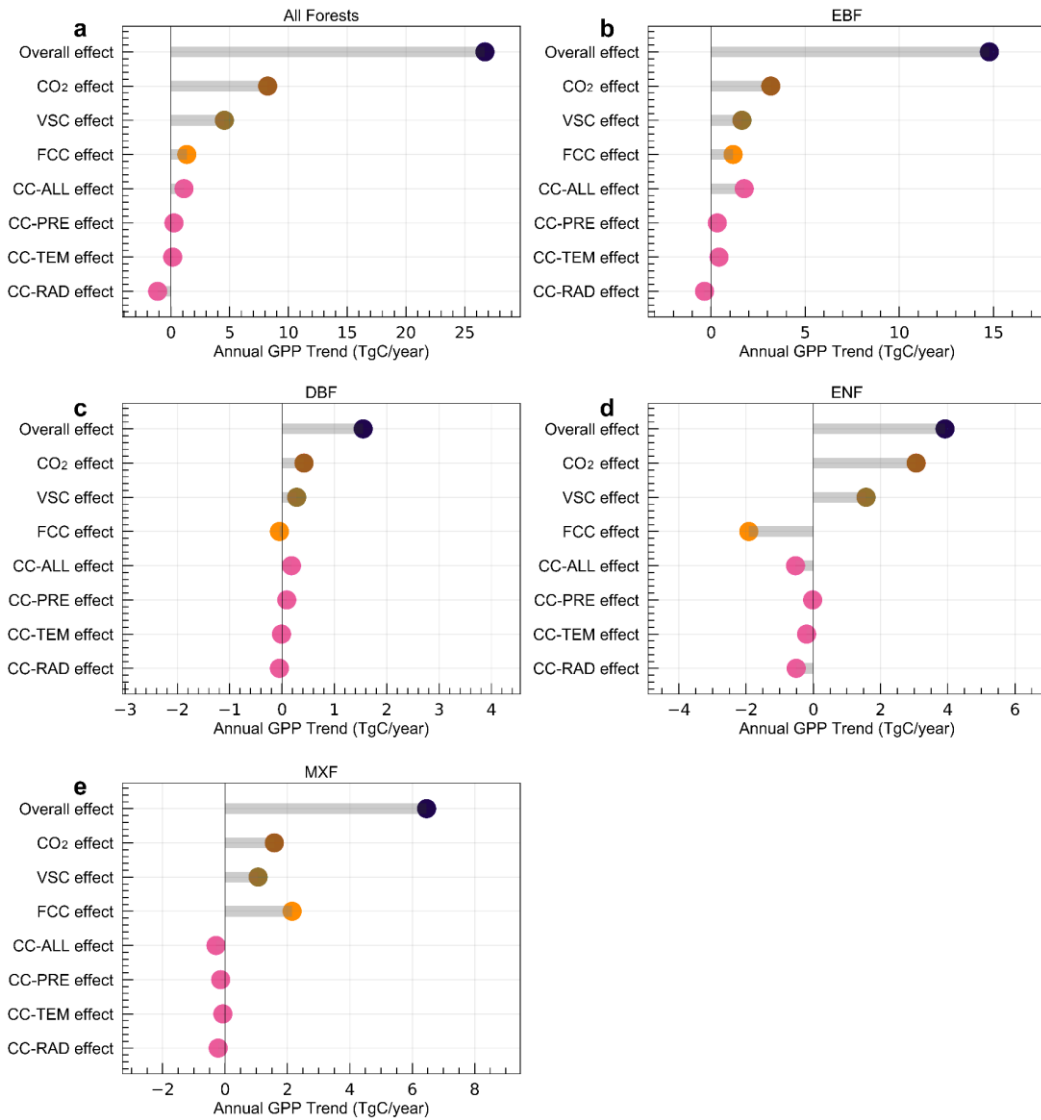 a
All Forests
Overall effect
CO₂ effect
VSC effect
FCC effect
CC-ALL effect
CC-PRE effect
CC-TEM effect
CC-RAD effect
0 5 10 15 20 25
Annual GPP Trend (TgC/year)
b
EBF
Overall effect
CO₂ effect
VSC effect
FCC effect
CC-ALL effect
CC-PRE effect
CC-TEM effect
CC-RAD effect
0 5 10 15
Annual GPP Trend (TgC/year)
c
DBF
Overall effect
CO₂ effect
VSC effect
FCC effect
CC-ALL effect
CC-PRE effect
CC-TEM effect
CC-RAD effect
−3 −2 −1 0 1 2 3 4
Annual GPP Trend (TgC/year)
d
ENF
Overall effect
CO₂ effect
VSC effect
FCC effect
CC-ALL effect
CC-PRE effect
CC-TEM effect
CC-RAD effect
−4 −2 0 2 4 6
Annual GPP Trend (TgC/year)
e
MXF
Overall effect
CO₂ effect
VSC effect
FCC effect
CC-ALL effect
CC-PRE effect
CC-TEM effect
CC-RAD effect
−2 0 2 4 6 8
Annual GPP Trend (TgC/year)